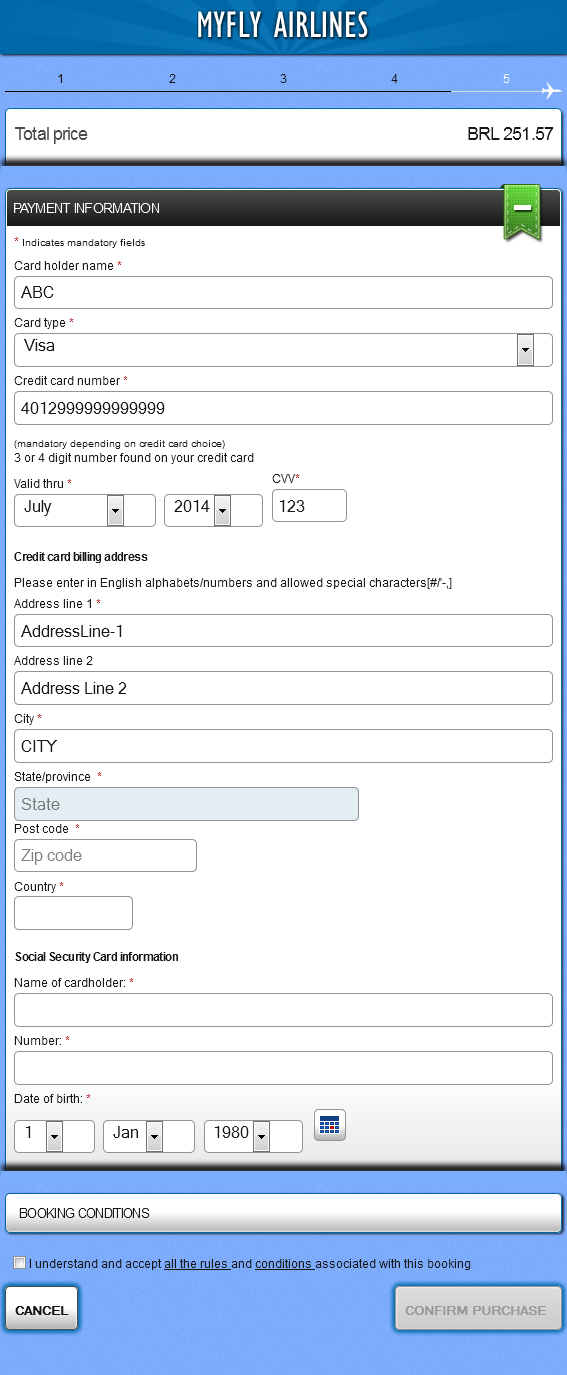 MYFLY AIRLINES
1 2 3 4 5
Total price BRL 251.57
PAYMENT INFORMATION
* Indicates mandatory fields
Card holder name *
ABC
Card type *
Visa
Credit card number *
4012999999999999
(mandatory depending on credit card choice)
3 or 4 digit number found on your credit card
Valid thru * CVV*
July 2014 123
Credit card billing address
Please enter in English alphabets/numbers and allowed special characters[#/'-,]
Address line 1 *
AddressLine-1
Address line 2
Address Line 2
City *
CITY
State/province *
State
Post code *
Zip code
Country *
Social Security Card information
Name of cardholder: *
Number: *
Date of birth: *
1 Jan 1980
BOOKING CONDITIONS
I understand and accept all the rules and conditions associated with this booking
CANCEL CONFIRM PURCHASE